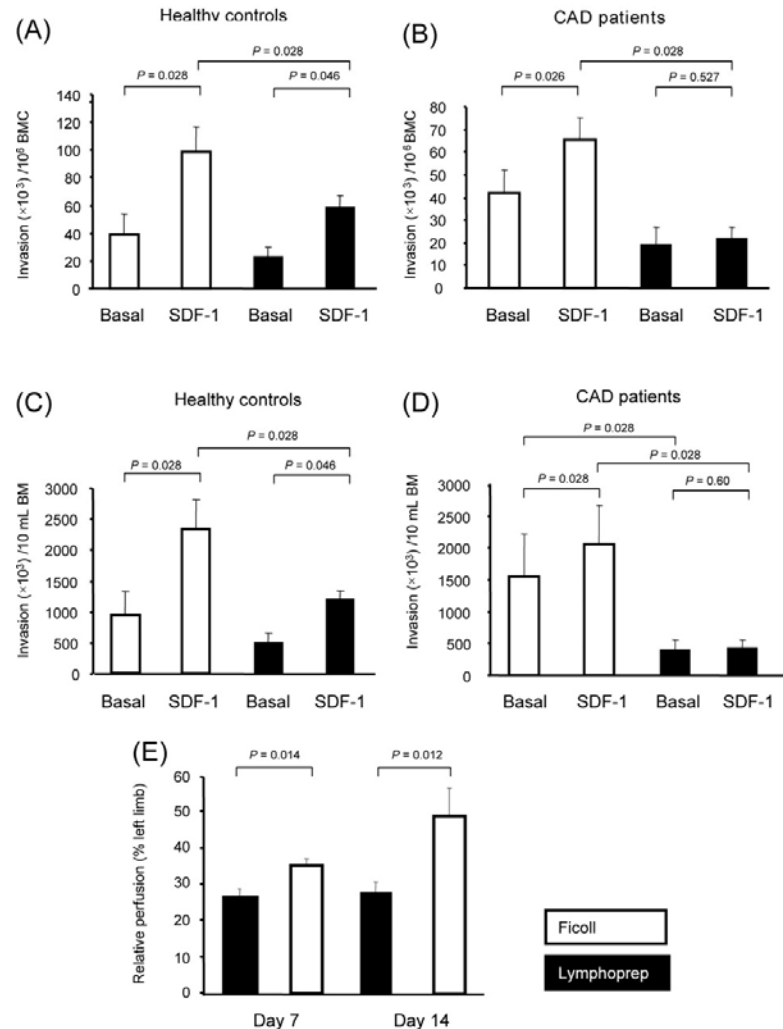 (A)
Healthy controls
P = 0.028
P = 0.028
P = 0.046
Invasion (×10³) /10⁶ BMC
140
120
100
80
60
40
20
0
Basal SDF-1 Basal SDF-1
(B)
CAD patients
P = 0.028
P = 0.026
P = 0.527
Invasion (×10³) /10⁶ BMC
80
70
60
50
40
30
20
10
0
Basal SDF-1 Basal SDF-1
(C)
Healthy controls
P = 0.028
P = 0.028
P = 0.046
Invasion (×10³) /10 mL BM
3000
2500
2000
1500
1000
500
0
Basal SDF-1 Basal SDF-1
(D)
CAD patients
P = 0.028
P = 0.028
P = 0.028
P = 0.60
Invasion (×10³) /10 mL BM
3000
2500
2000
1500
1000
500
0
Basal SDF-1 Basal SDF-1
(E)
P = 0.014
P = 0.012
Relative perfusion (% left limb)
60
50
40
30
20
10
0
Day 7 Day 14
Ficoll
Lymphoprep